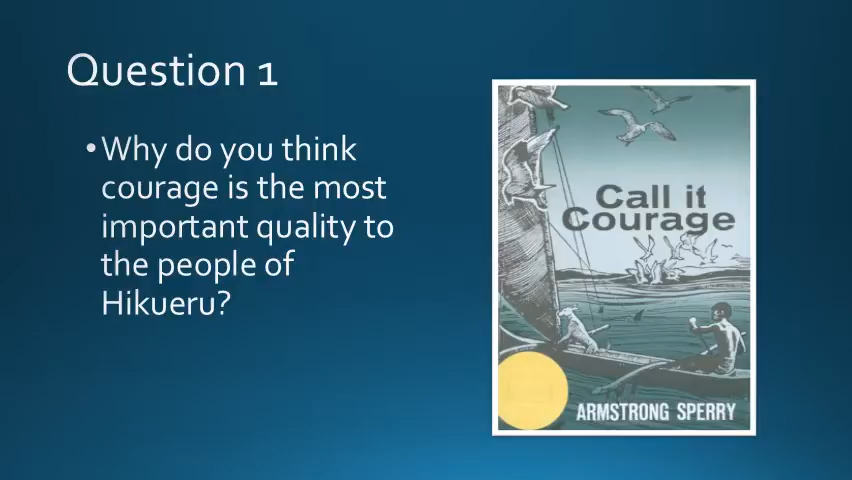 Question 1
•Why do you think
courage is the most
important quality to
the people of
Hikueru?
Call it
Courage
ARMSTRONG SPERRY